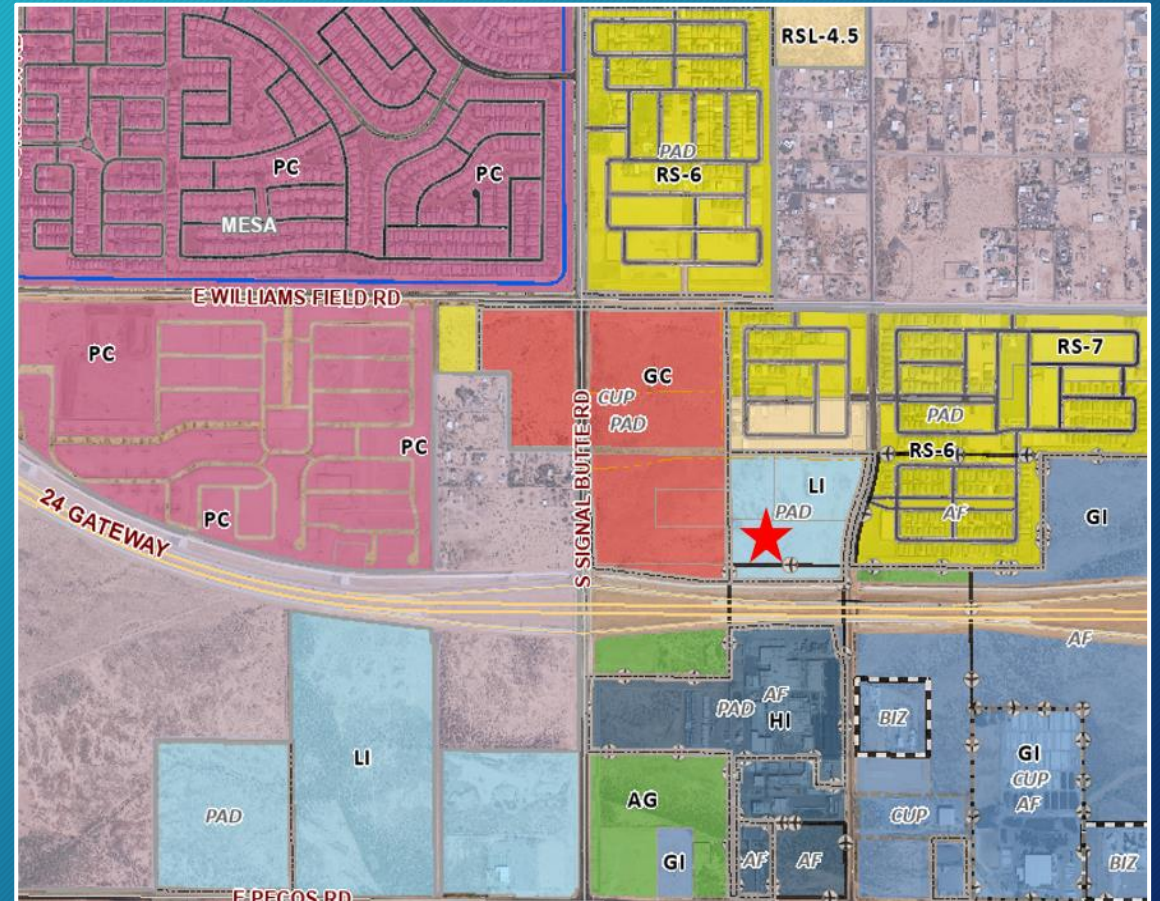 RSL-4.5
PAD
RS-6
PC
PC
MESA
E WILLIAMS FIELD RD
PC
GC
CUP
PAD
RS-7
PAD
PC
RS-6
LI
PAD
AF
GI
PC
24 GATEWAY
S SIGNAL BUTTE RD
AF
AF
PAD
HI
BIZ
LI
GI
CUP
AF
AG
PAD
CUP
GI
AF
AF
BIZ
E PECOS RD